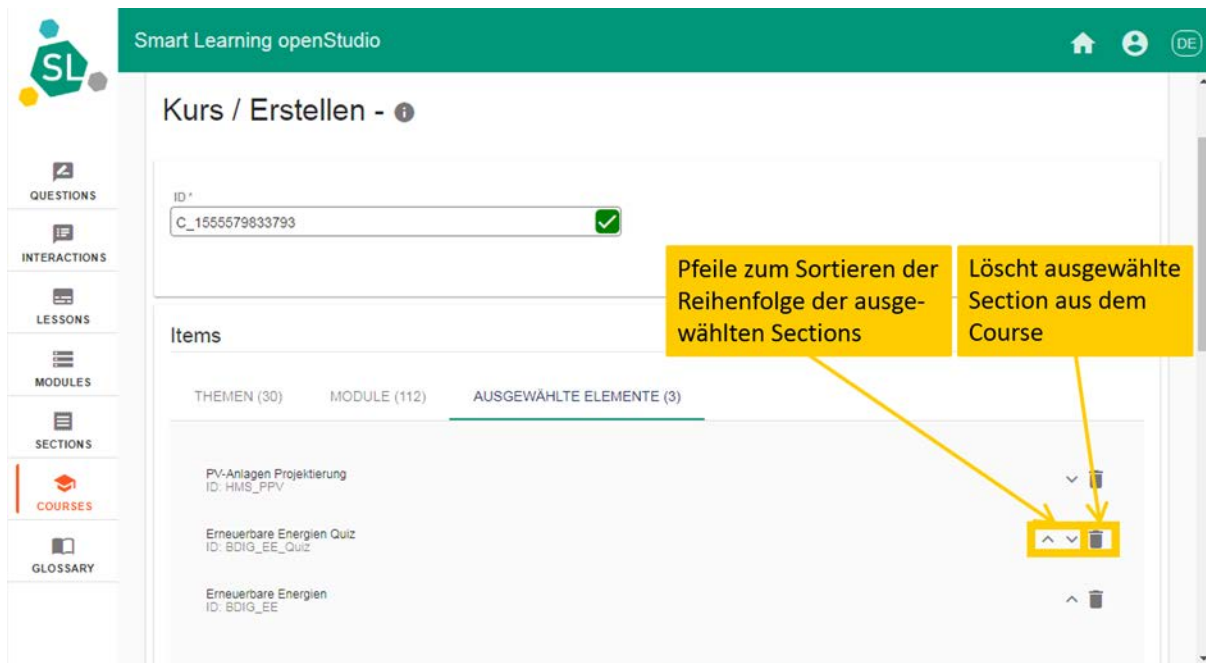 SL
Smart Learning openStudio
DE
Kurs / Erstellen -
QUESTIONS
INTERACTIONS
LESSONS
MODULES
SECTIONS
COURSES
GLOSSARY
ID *
C_1555579833793
Pfeile zum Sortieren der
Reihenfolge der ausge-
wählten Sections
Löscht ausgewählte
Section aus dem
Course
Items
THEMEN (30)
MODULE (112)
AUSGEWÄHLTE ELEMENTE (3)
PV-Anlagen Projektierung
ID: HMS_PPV
Erneuerbare Energien Quiz
ID: BDIG_EE_Quiz
Erneuerbare Energien
ID: BDIG_EE